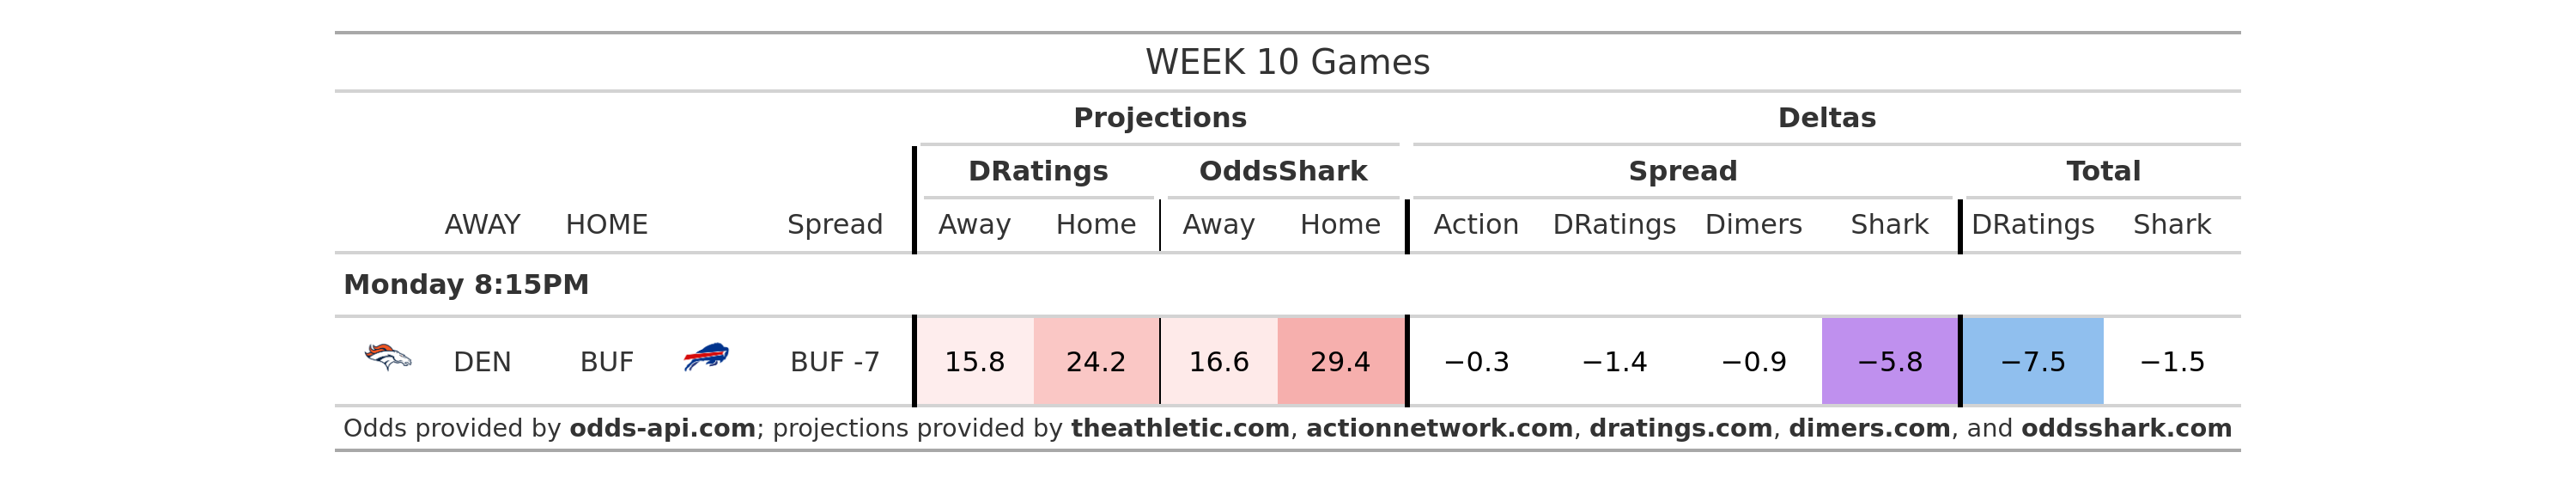 WEEK 10 Games
Projections Deltas
DRatings OddsShark Spread Total
AWAY HOME Spread Away Home Away Home Action DRatings Dimers Shark DRatings Shark
Monday 8:15PM
DEN BUF BUF -7 15.8 24.2 16.6 29.4 −0.3 −1.4 −0.9 −5.8 −7.5 −1.5
Odds provided by odds-api.com; projections provided by theathletic.com, actionnetwork.com, dratings.com, dimers.com, and oddsshark.com